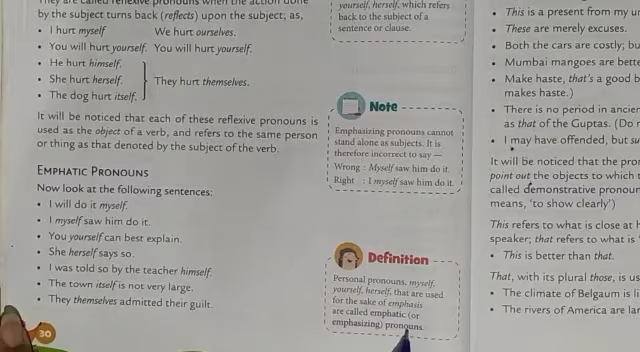 They are called reflexive pronouns when the action done
by the subject turns back (reflects) upon the subject; as,
• I hurt myself We hurt ourselves.
• You will hurt yourself. You will hurt yourself.
• He hurt himself.
• She hurt herself. They hurt themselves.
• The dog hurt itself.
It will be noticed that each of these reflexive pronouns is
used as the object of a verb, and refers to the same person
or thing as that denoted by the subject of the verb.
EMPHATIC PRONOUNS
Now look at the following sentences:
• I will do it myself.
• I myself saw him do it.
• You yourself can best explain.
• She herself says so.
• I was told so by the teacher himself.
• The town itself is not very large.
• They themselves admitted their guilt.
30
yourself, herself, which refers
back to the subject of a
sentence or clause.
Note
Emphasizing pronouns cannot
stand alone as subjects. It is
therefore incorrect to say —
Wrong : Myself saw him do it.
Right : I myself saw him do it.
Definition
Personal pronouns, myself,
yourself, herself, that are used
for the sake of emphasis
are called emphatic (or
emphasizing) pronouns.
• This is a present from my
• These are merely excuses.
• Both the cars are costly;
• Mumbai mangoes are
• Make haste, that's a good
makes haste.)
• There is no period in
as that of the Guptas. (Do
• I may have offended, but
It will be noticed that the
point out the objects to which
called demonstrative
means, 'to show clearly')
This refers to what is close at
speaker; that refers to what is
• This is better than that.
That, with its plural those, is
• The climate of Belgaum is
• The rivers of America are